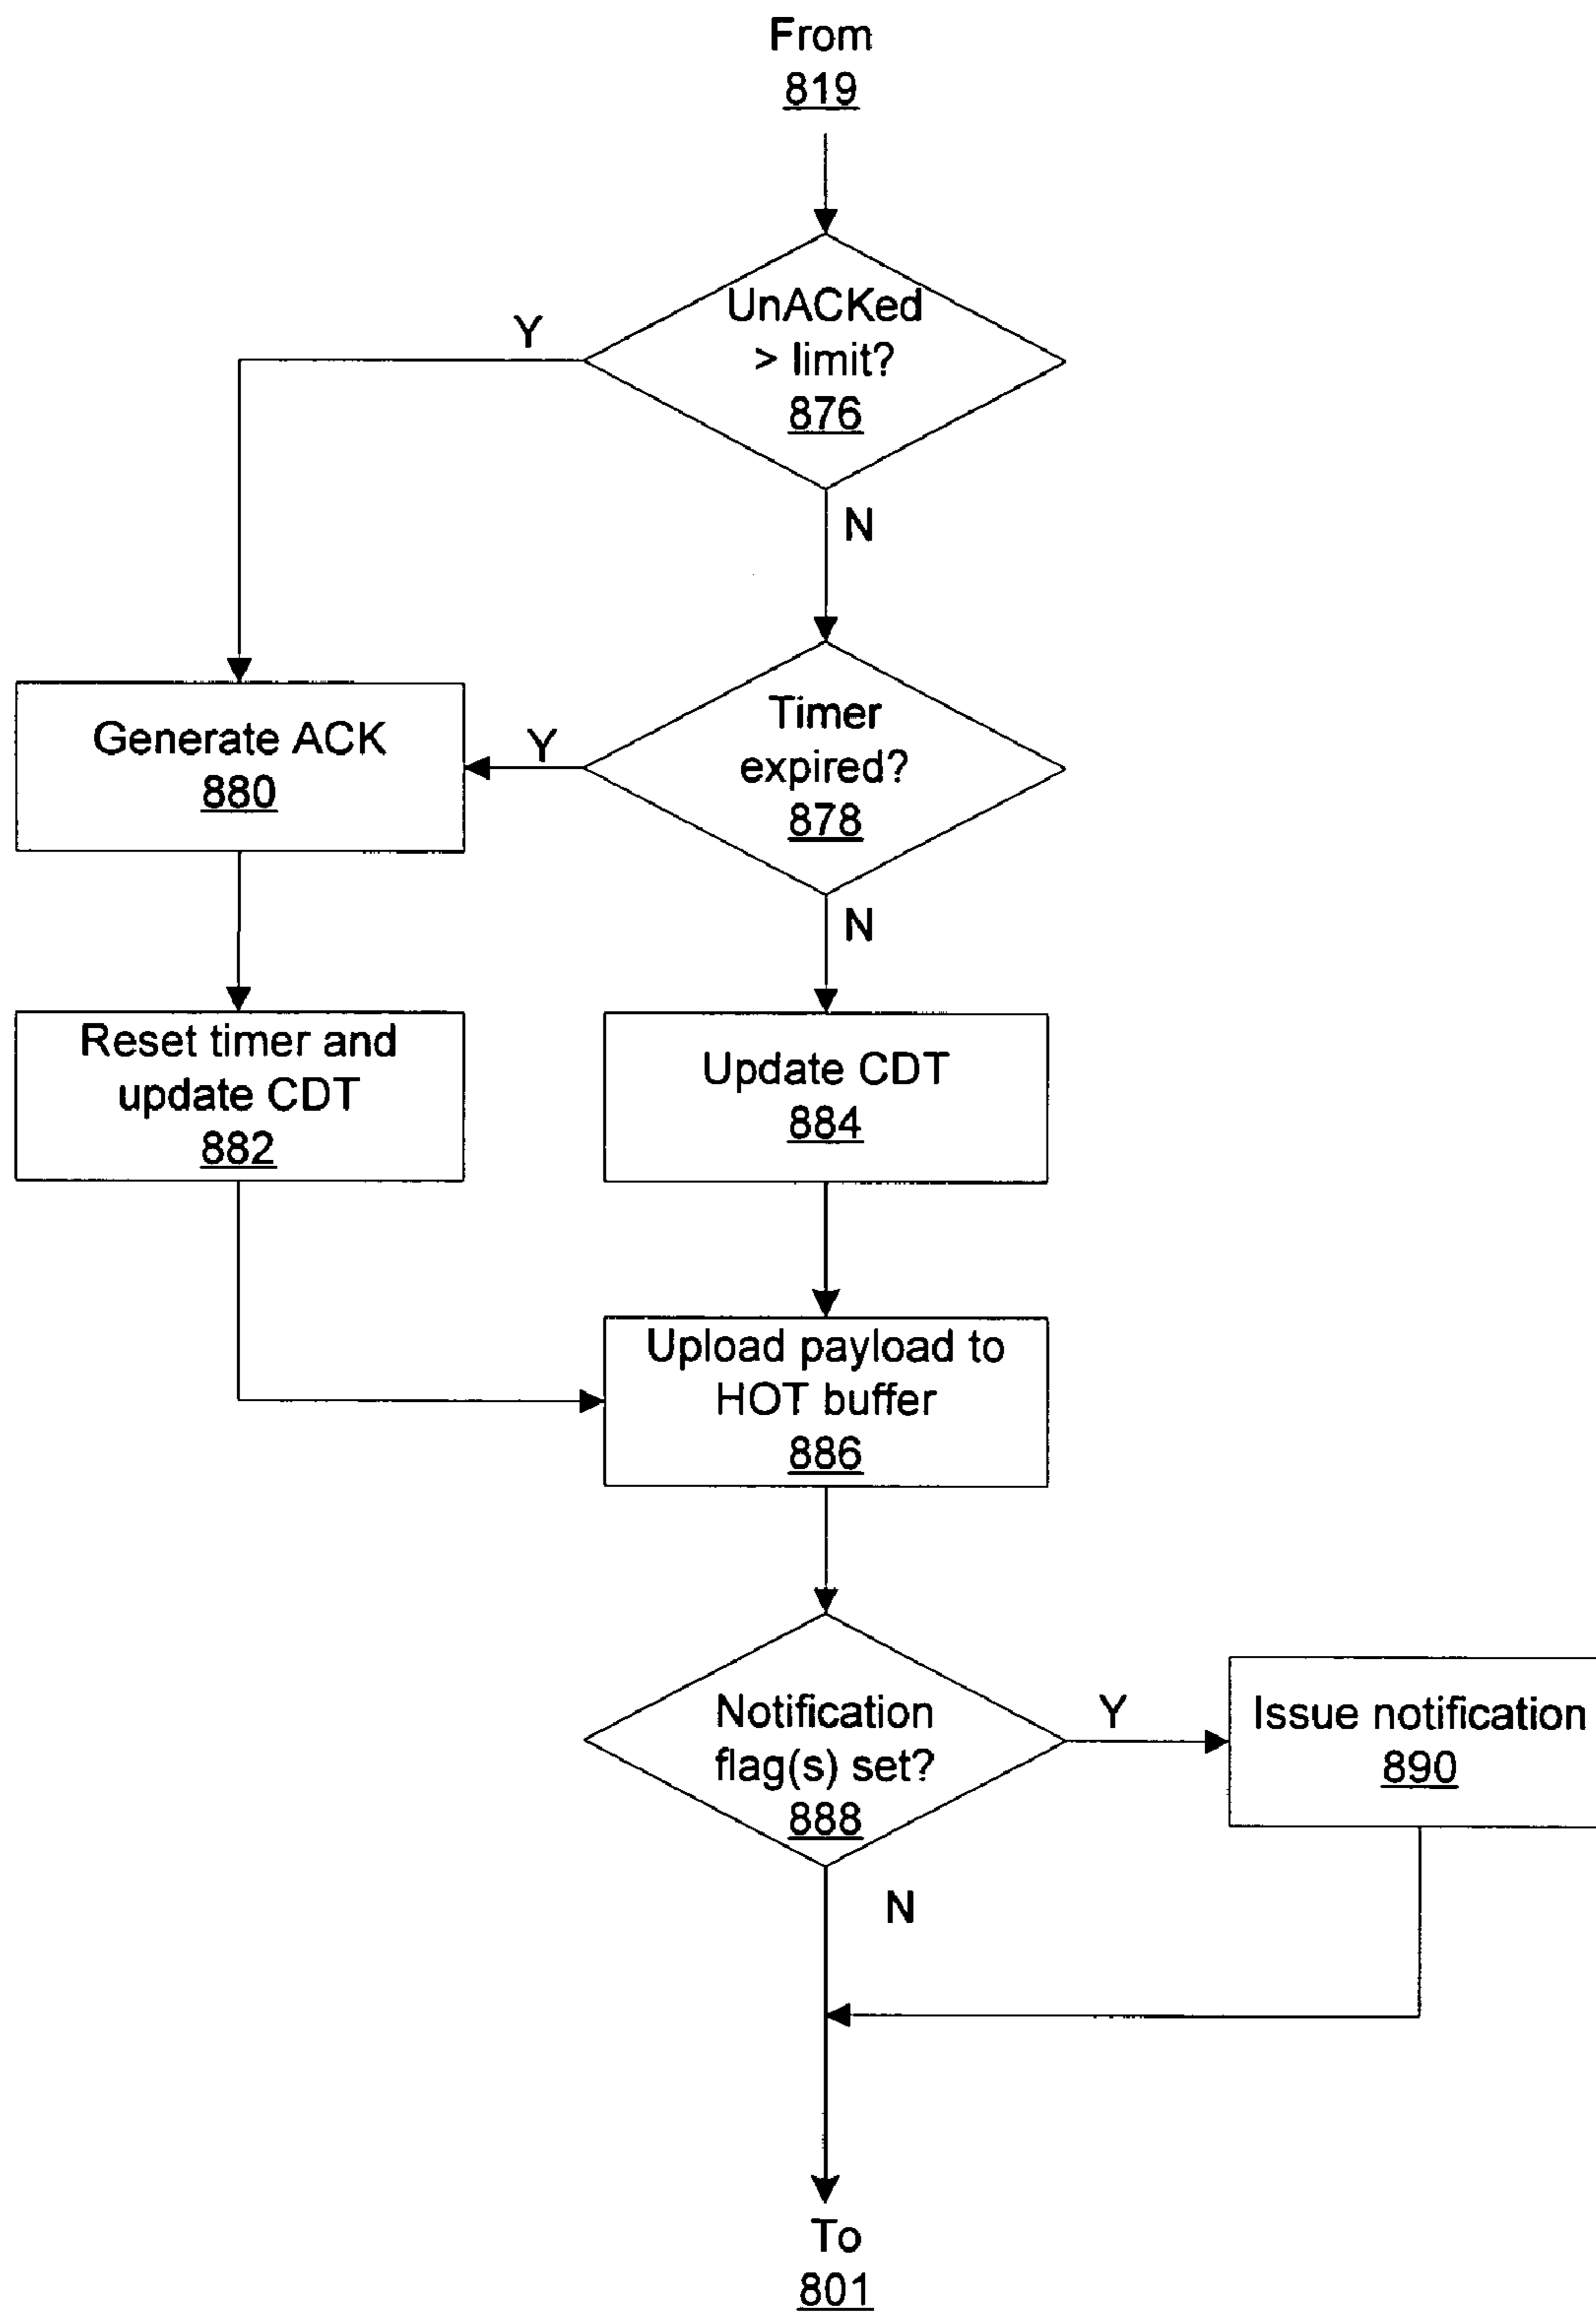 From
819
UnACKed
> limit?
876
Y
N
Generate ACK
880
Y
Timer
expired?
878
N
Reset timer and
update CDT
882
Update CDT
884
Upload payload to
HOT buffer
886
Notification
flag(s) set?
888
Y
Issue notification
890
N
To
801